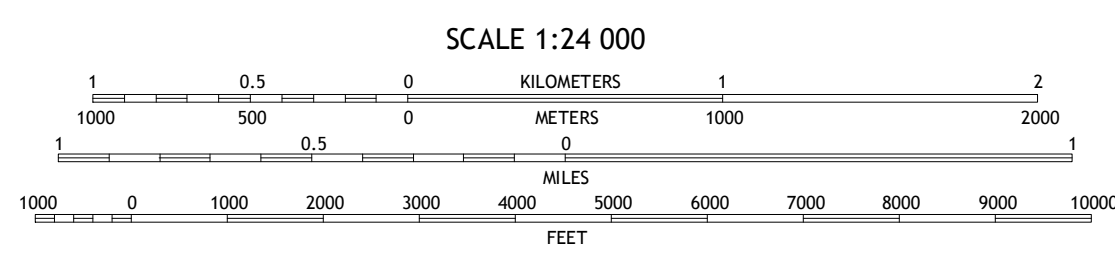 SCALE 1:24 000
1 0.5 0 KILOMETERS 1 2
1000 500 0 METERS 1000 2000
1 0.5 0 1
MILES
1000 0 1000 2000 3000 4000 5000 6000 7000 8000 9000 10000
FEET